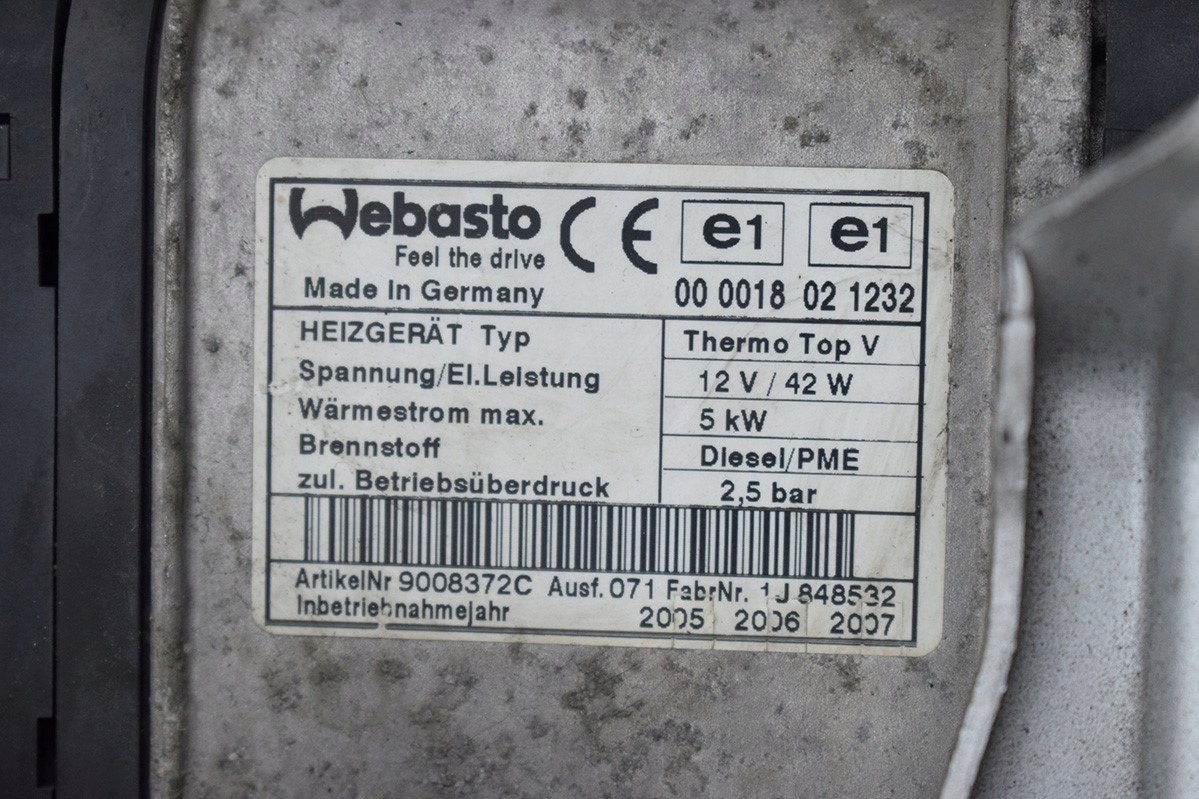 Webasto CE e1 e1
Feel the drive
Made in Germany 00 0018 02 1232
HEIZGERÄT Typ Thermo Top V
Spannung/El.Leistung 12 V / 42 W
Wärmestrom max. 5 kW
Brennstoff Diesel/PME
zul. Betriebsüberdruck 2,5 bar
ArtikelNr 9008372C Ausf. 071 FabrNr. 1J 848532
Inbetriebnahmejahr 2005 2006 2007